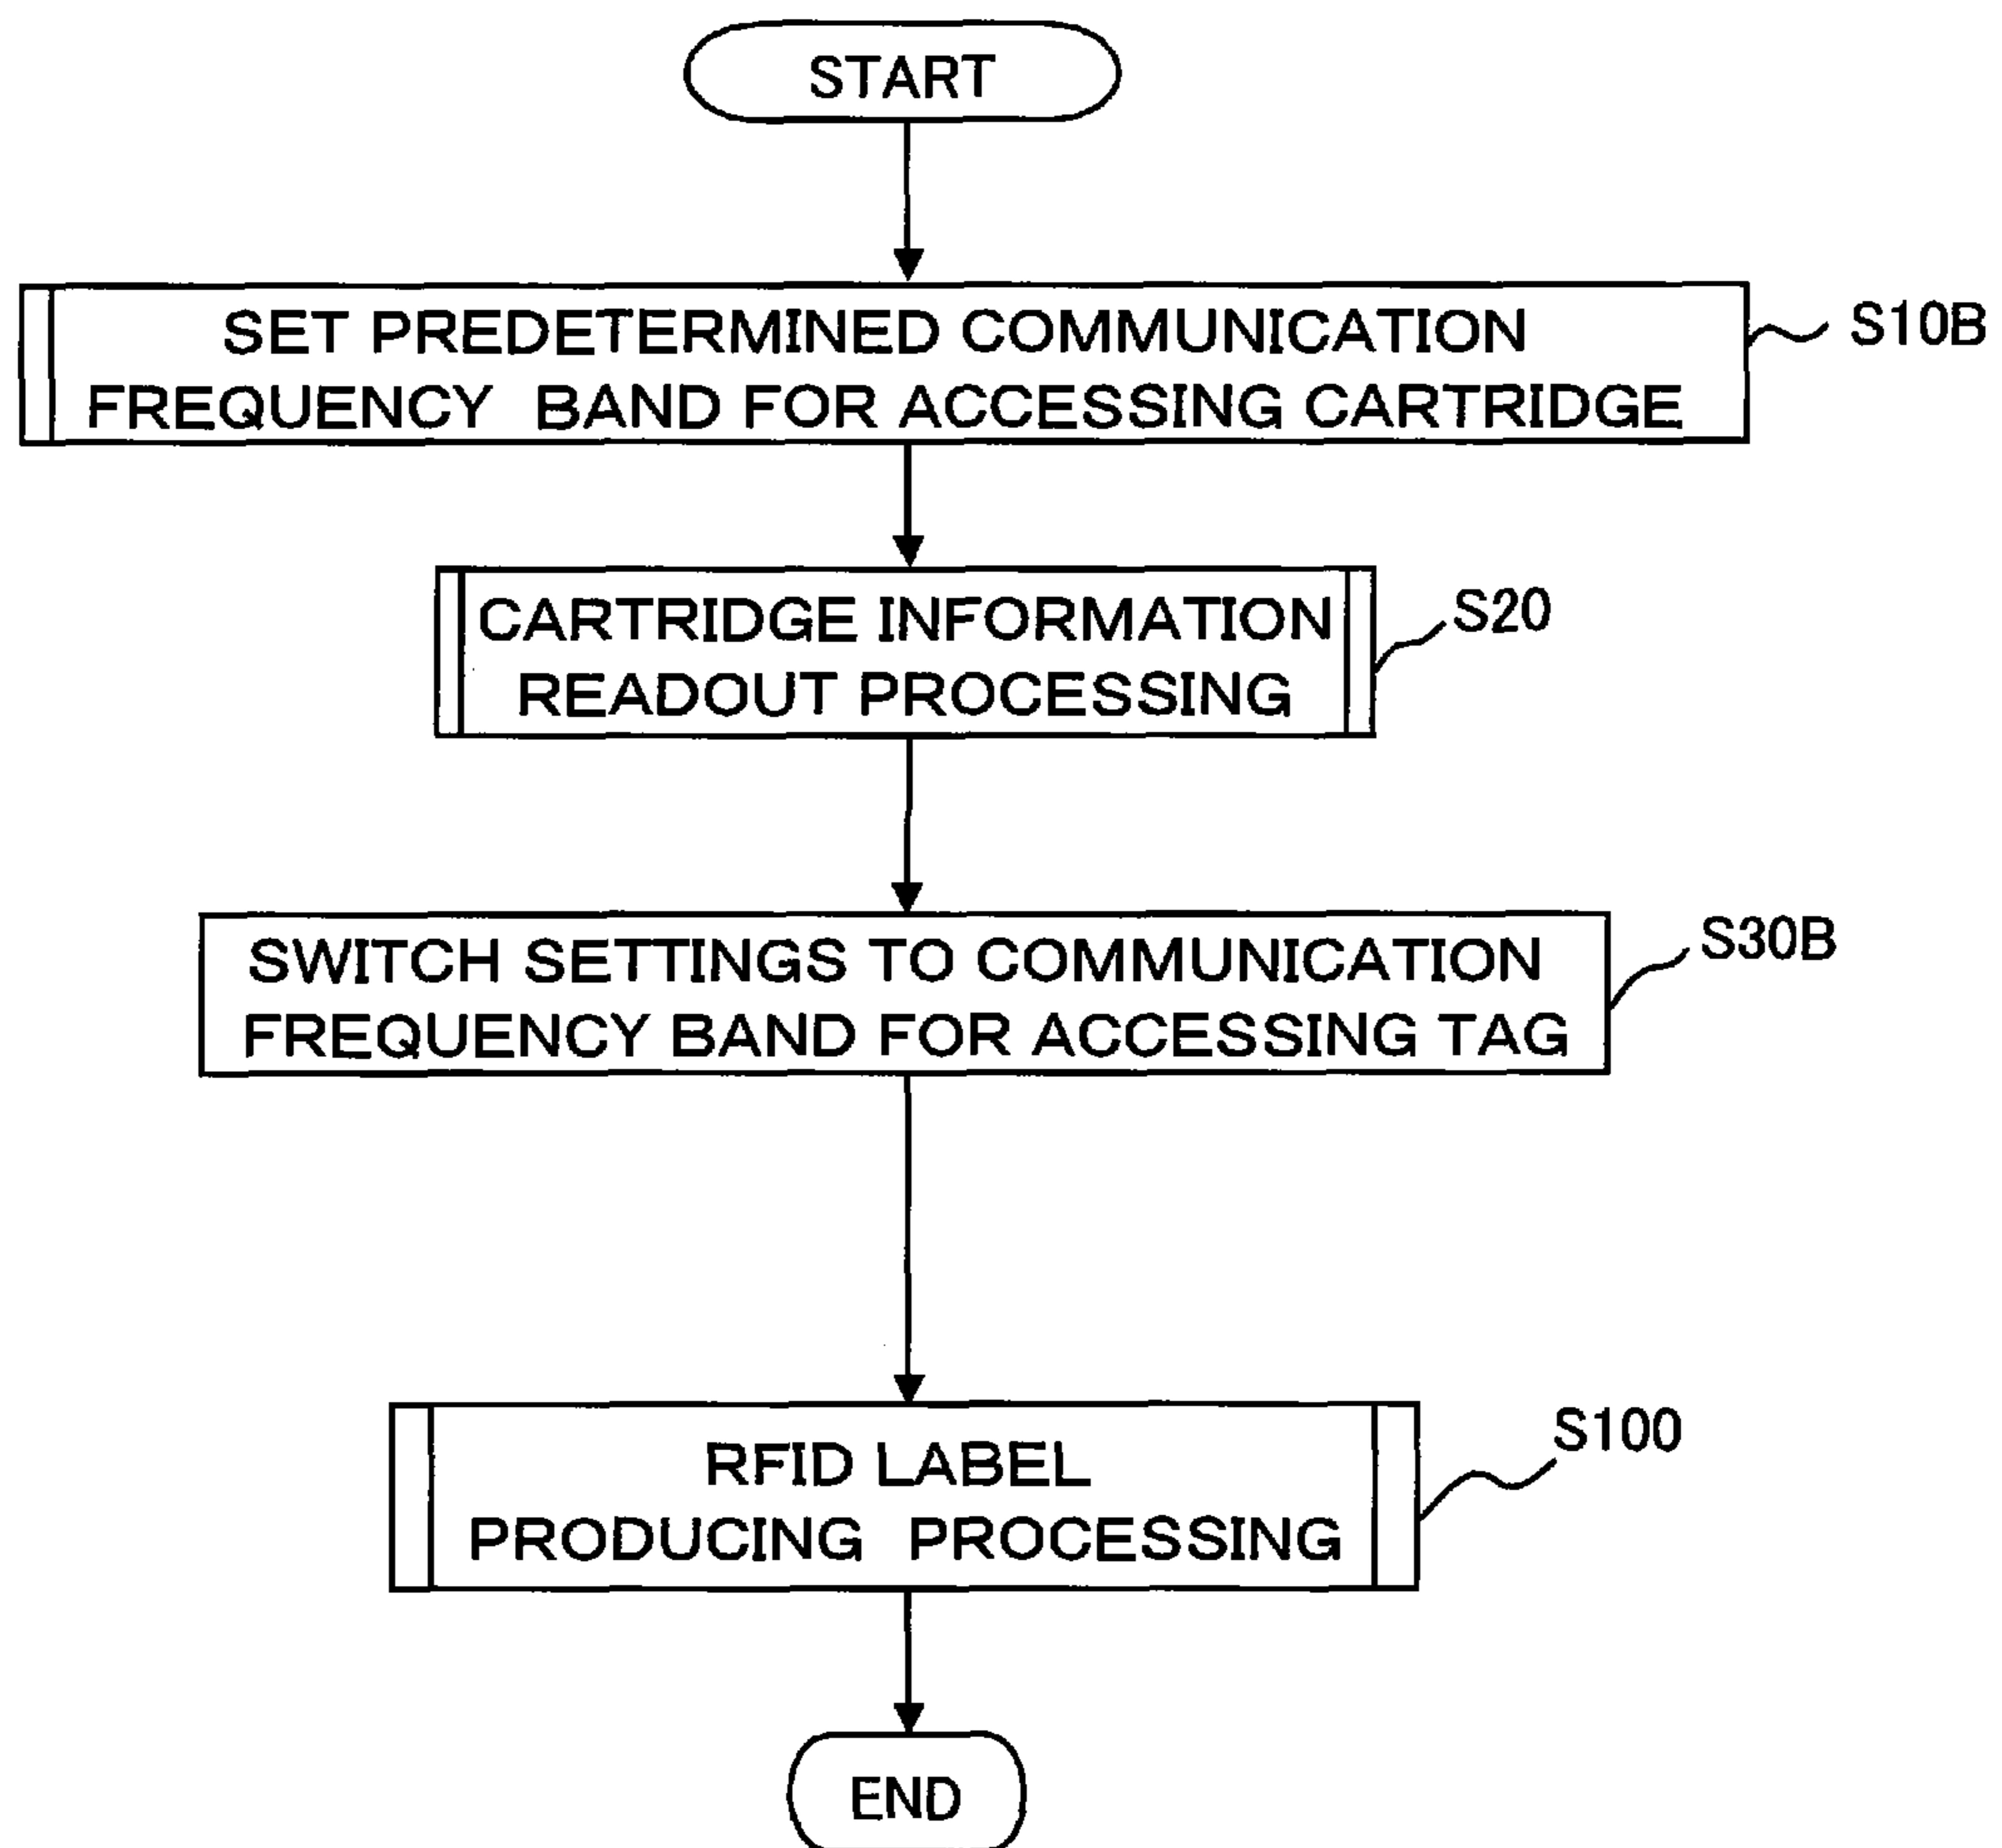 START
SET PREDETERMINED COMMUNICATION
FREQUENCY BAND FOR ACCESSING CARTRIDGE
S10B
CARTRIDGE INFORMATION
READOUT PROCESSING
S20
SWITCH SETTINGS TO COMMUNICATION
FREQUENCY BAND FOR ACCESSING TAG
S30B
RFID LABEL
PRODUCING PROCESSING
S100
END